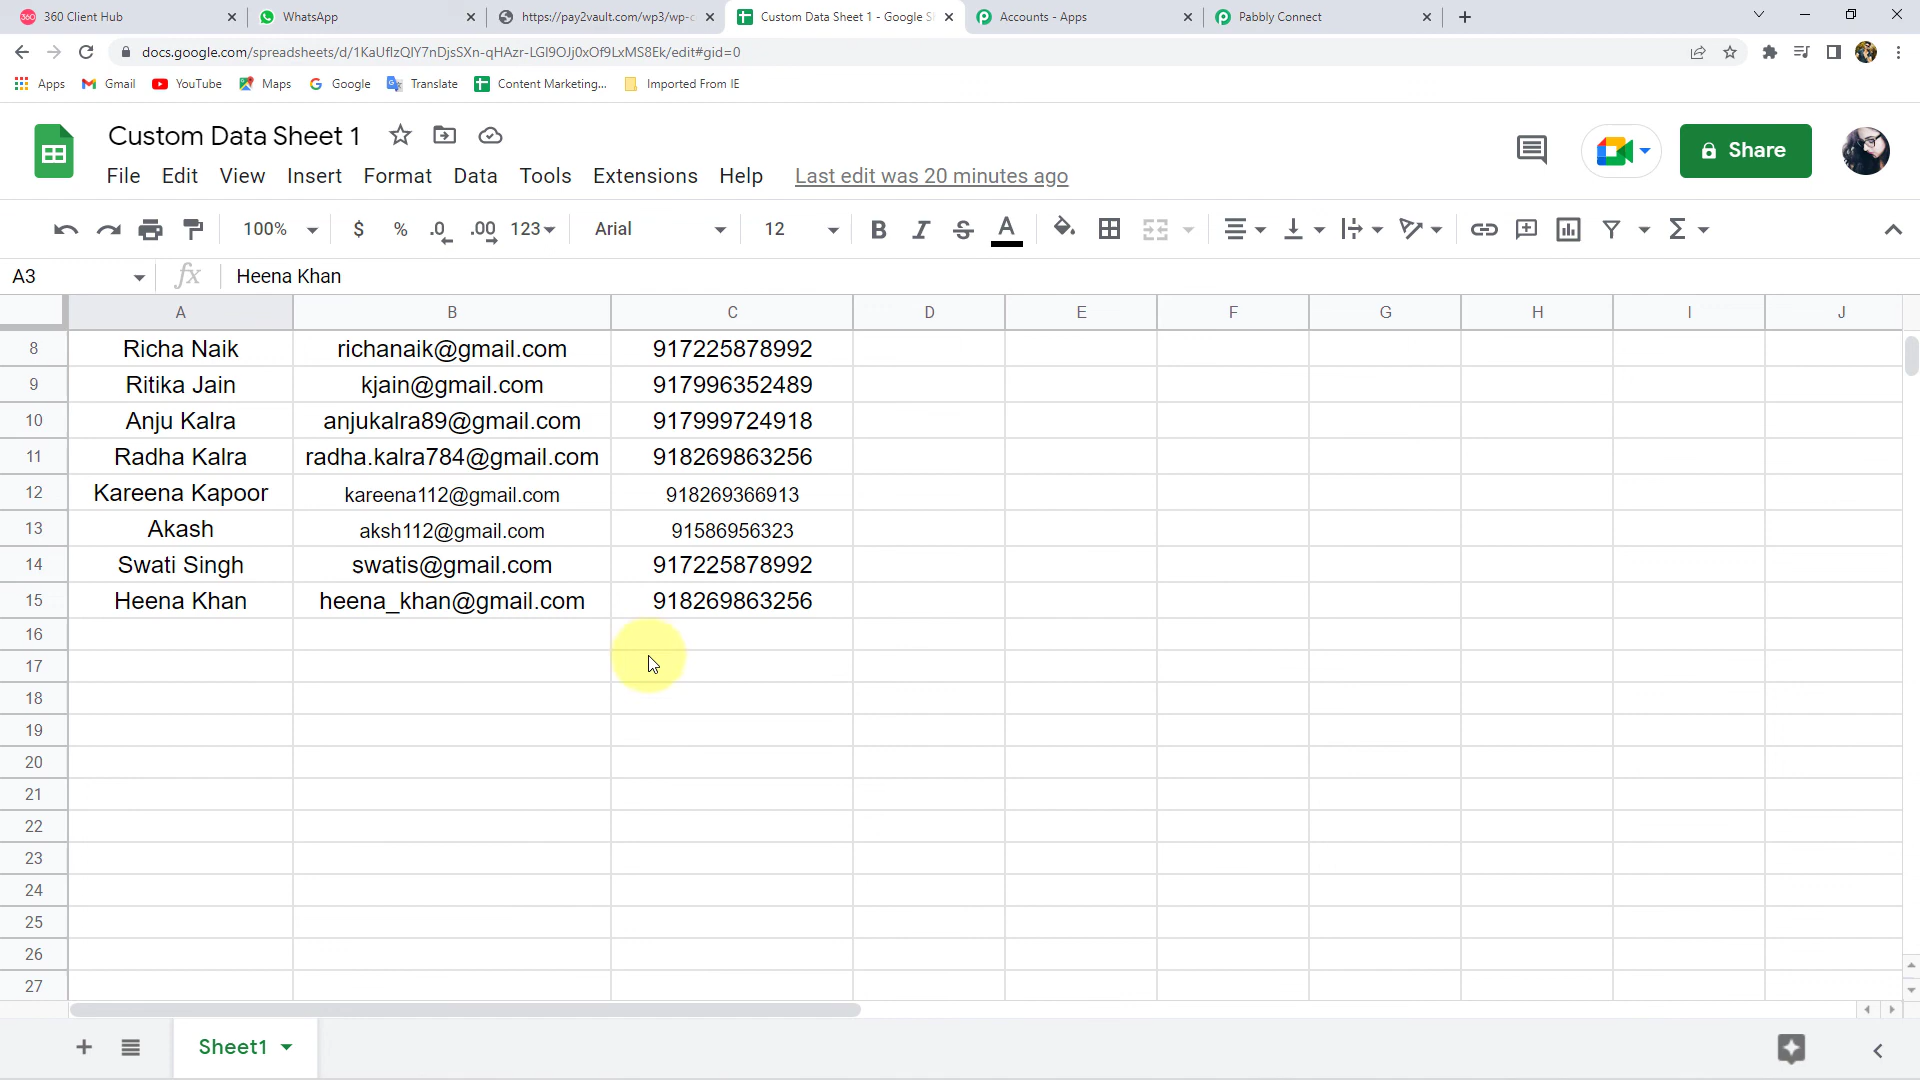 360 Client Hub
WhatsApp
https://pay2vault.com/wp3/wp-c
Custom Data Sheet 1 - Google S
Accounts - Apps
Pabbly Connect
docs.google.com/spreadsheets/d/1KaUfIzQlY7nDjsSXn-qHAzr-LGl9OJj0xOf9LxMS8Ek/edit#gid=0
Apps Gmail YouTube Maps Google Translate Content Marketing... Imported From IE
Custom Data Sheet 1
Share
File Edit View Insert Format Data Tools Extensions Help Last edit was 20 minutes ago
100% $ % .0 .00 123 Arial 12 B I S A
A3 fx Heena Khan
A B C D E F G H I J
8 Richa Naik richanaik@gmail.com 917225878992
9 Ritika Jain kjain@gmail.com 917996352489
10 Anju Kalra anjukalra89@gmail.com 917999724918
11 Radha Kalra radha.kalra784@gmail.com 918269863256
12 Kareena Kapoor kareena112@gmail.com 918269366913
13 Akash aksh112@gmail.com 91586956323
14 Swati Singh swatis@gmail.com 917225878992
15 Heena Khan heena_khan@gmail.com 918269863256
16
17
18
19
20
21
22
23
24
25
26
27
Sheet1